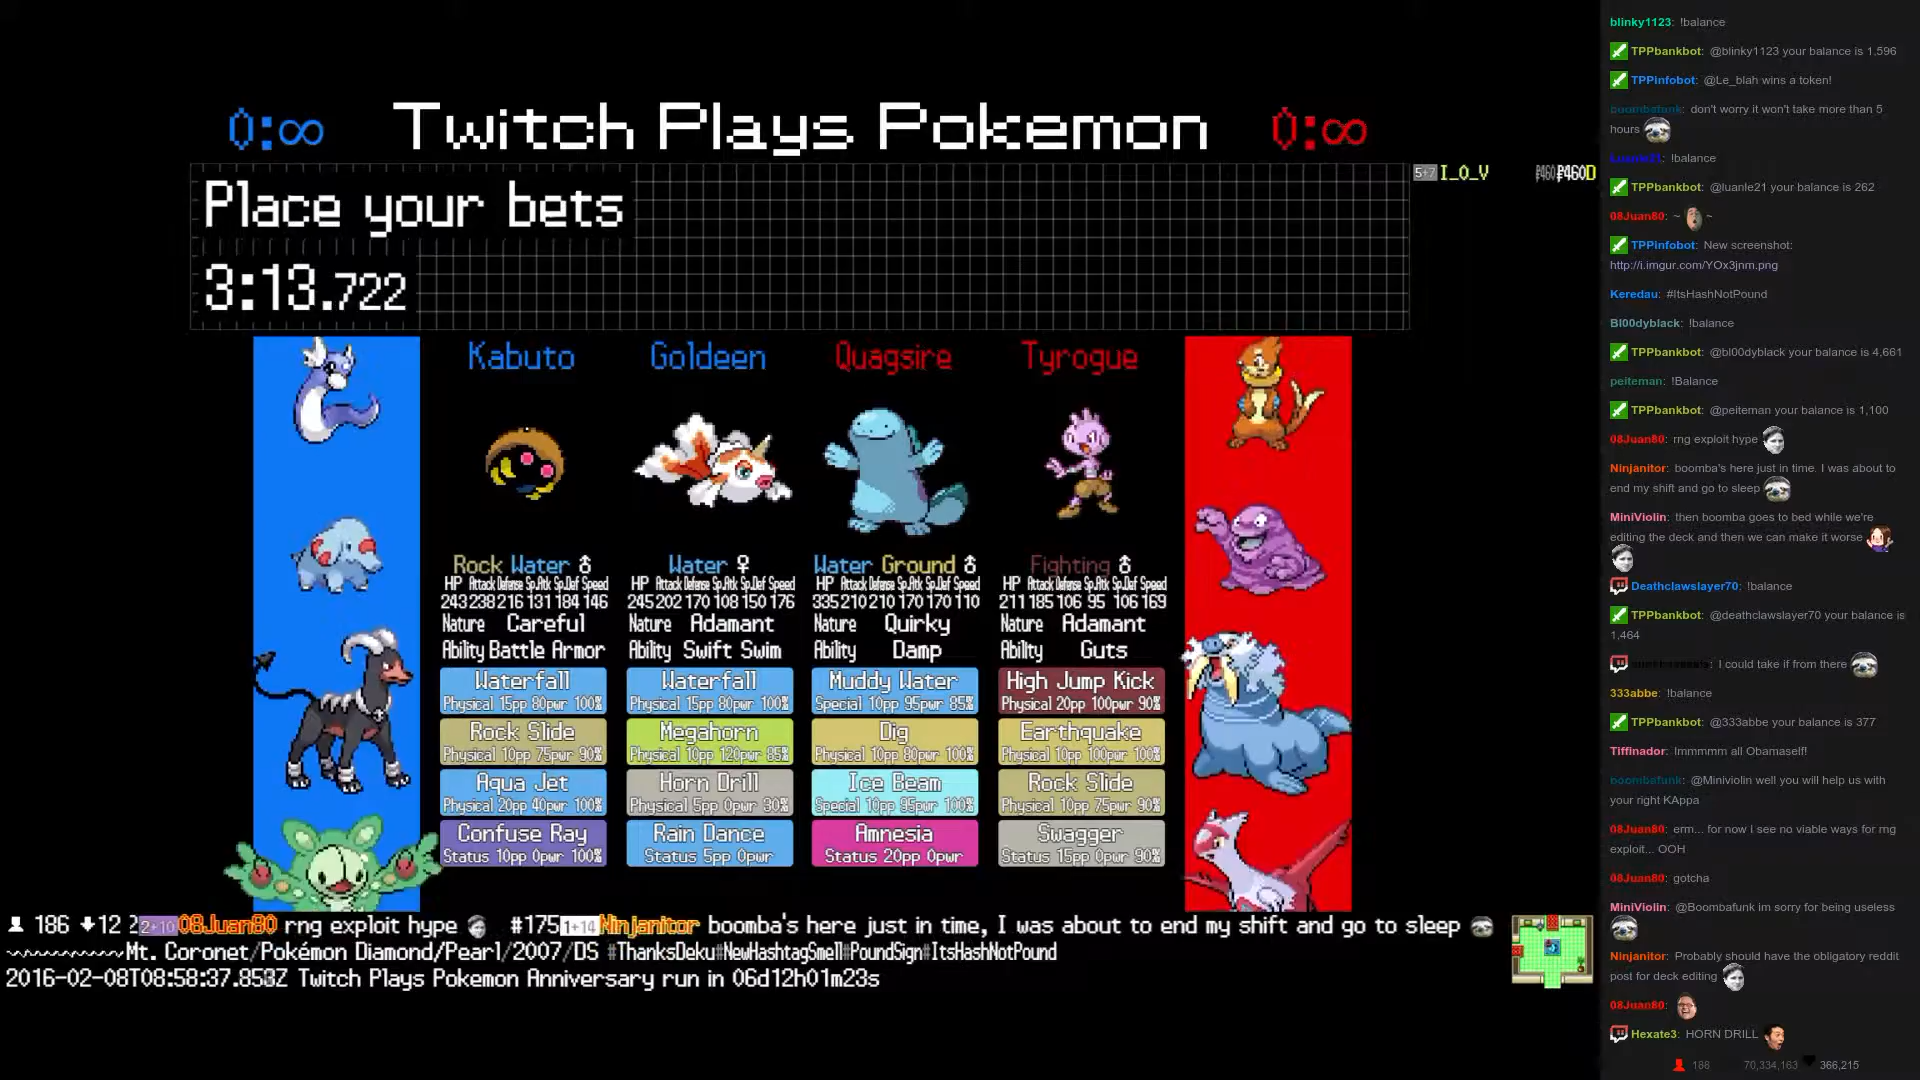 0:∞ Twitch Plays Pokemon 0:∞
Place your bets
3:13.722
5+7 I_O_V ₽460
Kabuto Goldeen Quagsire Tyrogue
Rock Water ♂ Water ♀ Water Ground ♂ Fighting ♂
HP Attack Defense Sp.Atk Sp.Def Speed HP Attack Defense Sp.Atk Sp.Def Speed HP Attack Defense Sp.Atk Sp.Def Speed HP Attack Defense Sp.Atk Sp.Def Speed
243 238 216 131 184 146 245 202 170 108 150 176 335 210 210 170 170 110 211 185 106 95 106 169
Nature Careful Nature Adamant Nature Quirky Nature Adamant
Ability Battle Armor Ability Swift Swim Ability Damp Ability Guts
Waterfall Waterfall Muddy Water High Jump Kick
Physical 15pp 80pwr 100% Physical 15pp 80pwr 100% Special 10pp 95pwr 85% Physical 20pp 100pwr 90%
Rock Slide Megahorn Dig Earthquake
Physical 10pp 75pwr 90% Physical 10pp 120pwr 85% Physical 10pp 80pwr 100% Physical 10pp 100pwr 100%
Aqua Jet Horn Drill Ice Beam Rock Slide
Physical 20pp 40pwr 100% Physical 5pp 0pwr 30% Special 10pp 95pwr 100% Physical 10pp 75pwr 90%
Confuse Ray Rain Dance Amnesia Swagger
Status 10pp 0pwr 100% Status 5pp 0pwr Status 20pp 0pwr Status 15pp 0pwr 90%
186 12 2+10 08Juan80 rng exploit hype #175 1+14 Ninjanitor boomba's here just in time, I was about to end my shift and go to sleep
Mt. Coronet/Pokémon Diamond/Pearl/2007/DS #ThanksDeku#NewHashtagSmell#PoundSign#ItsHashNotPound
2016-02-08T08:58:37.858Z Twitch Plays Pokemon Anniversary run in 06d12h01m23s
blinky1123: !balance
TPPbankbot: @blinky1123 your balance is 1,596
TPPinfobot: @Le_blah wins a token!
boombafunk: don't worry it won't take more than 5
hours
Luanle21: !balance
TPPbankbot: @luanle21 your balance is 262
08Juan80: ~ ~
TPPinfobot: New screenshot:
http://i.imgur.com/YOx3jnm.png
Keredau: #ItsHashNotPound
Bl00dyblack: !balance
TPPbankbot: @bl00dyblack your balance is 4,661
peiteman: !Balance
TPPbankbot: @peiteman your balance is 1,100
08Juan80: rng exploit hype
Ninjanitor: boomba's here just in time. I was about to
end my shift and go to sleep
MiniViolin: then boomba goes to bed while we're
editing the deck and then we can make it worse
Deathclawslayer70: !balance
TPPbankbot: @deathclawslayer70 your balance is
1,464
: I could take if from there
333abbe: !balance
TPPbankbot: @333abbe your balance is 377
Tiffinador: Immmmm all Obamaself!
boombafunk: @Miniviolin well you will help us with
your right KAppa
08Juan80: erm... for now I see no viable ways for rng
exploit... OOH
08Juan80: gotcha
MiniViolin: @Boombafunk im sorry for being useless
Ninjanitor: Probably should have the obligatory reddit
post for deck editing
08Juan80:
Hexate3: HORN DRILL
186 70,334,163 366,215